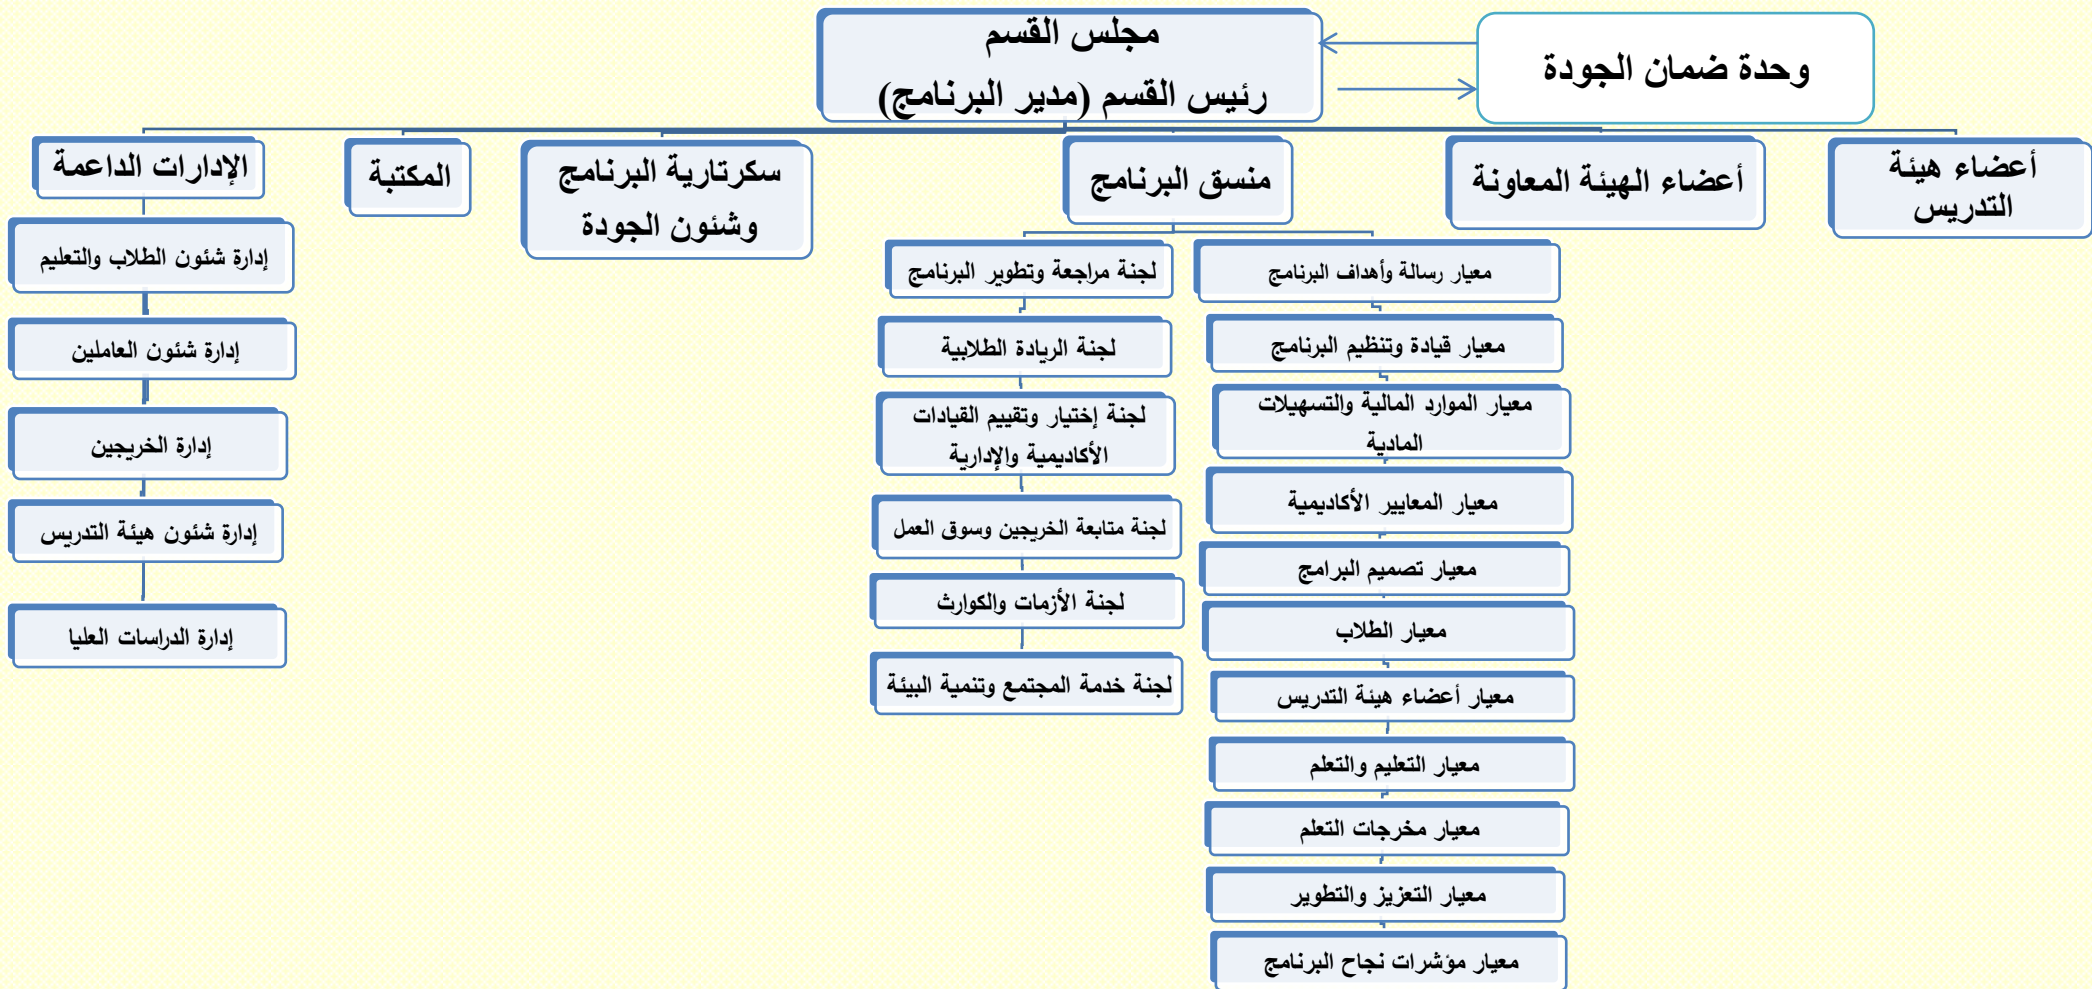 مجلس القسم
رئيس القسم (مدير البرنامج)
وحدة ضمان الجودة
أعضاء هيئة
التدريس
أعضاء الهيئة المعاونة
منسق البرنامج
سكرتارية البرنامج
وشئون الجودة
المكتبة
الإدارات الداعمة
معيار رسالة وأهداف البرنامج
معيار قيادة وتنظيم البرنامج
معيار الموارد المالية والتسهيلات
المادية
معيار المعايير الأكاديمية
معيار تصميم البرامج
معيار الطلاب
معيار أعضاء هيئة التدريس
معيار التعليم والتعلم
معيار مخرجات التعلم
معيار التعزيز والتطوير
معيار مؤشرات نجاح البرنامج
لجنة مراجعة وتطوير البرنامج
لجنة الريادة الطلابية
لجنة إختيار وتقييم القيادات
الأكاديمية والإدارية
لجنة متابعة الخريجين وسوق العمل
لجنة الأزمات والكوارث
لجنة خدمة المجتمع وتنمية البيئة
إدارة شئون الطلاب والتعليم
إدارة شئون العاملين
إدارة الخريجين
إدارة شئون هيئة التدريس
إدارة الدراسات العليا